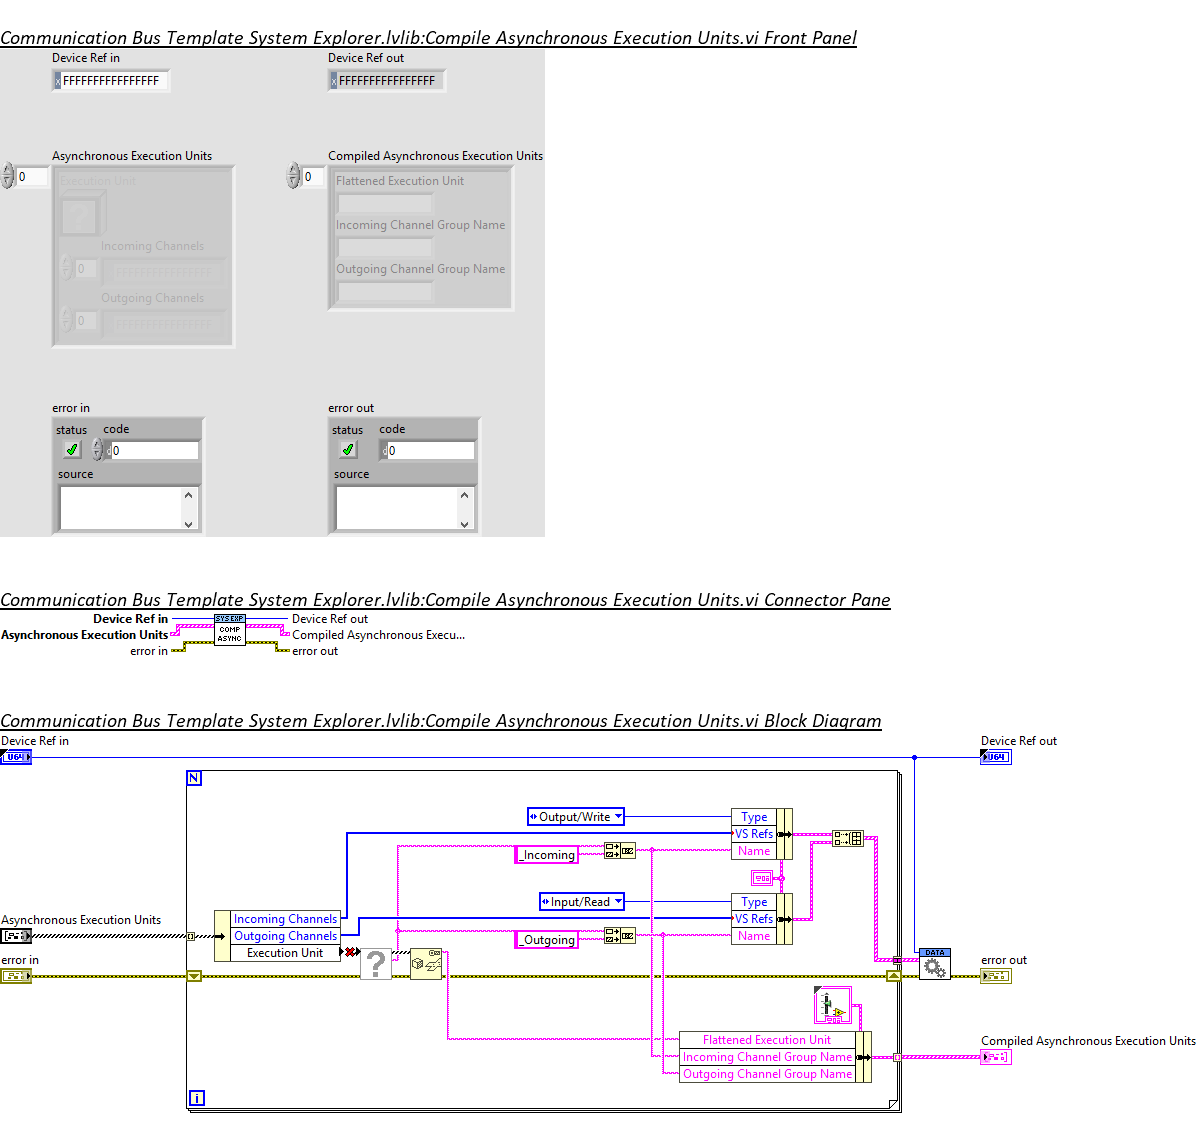 Communication Bus Template System Explorer.lvlib:Compile Asynchronous Execution Units.vi Front Panel
Device Ref in
Device Ref out
x FFFFFFFFFFFFFFFF
x FFFFFFFFFFFFFFFF
Asynchronous Execution Units
Compiled Asynchronous Execution Units
0
Execution Unit
?
Incoming Channels
0
FFFFFFFFFFFFFFFF
Outgoing Channels
0
FFFFFFFFFFFFFFFF
0
Flattened Execution Unit
Incoming Channel Group Name
Outgoing Channel Group Name
error in
status
code
d 0
source
error out
status
code
d 0
source
Communication Bus Template System Explorer.lvlib:Compile Asynchronous Execution Units.vi Connector Pane
Device Ref in
Asynchronous Execution Units
error in
SYS EXP
COMP
ASYNC
Device Ref out
Compiled Asynchronous Execu...
error out
Communication Bus Template System Explorer.lvlib:Compile Asynchronous Execution Units.vi Block Diagram
Device Ref in
U64
Device Ref out
U64
N
Output/Write
Type
VS Refs
Name
_Incoming
Input/Read
Type
VS Refs
Name
_Outgoing
Asynchronous Execution Units
Incoming Channels
Outgoing Channels
Execution Unit
?
error in
DATA
error out
Flattened Execution Unit
Incoming Channel Group Name
Outgoing Channel Group Name
Compiled Asynchronous Execution Units
i